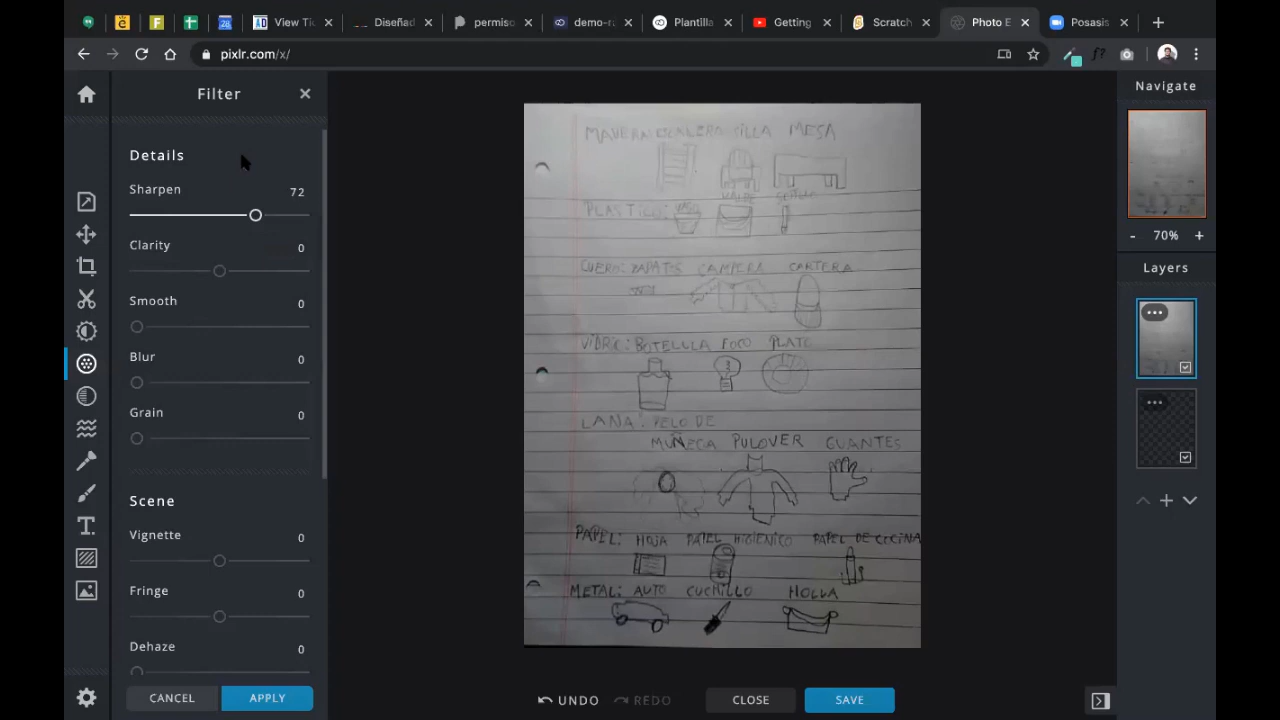 View Ti
Diseñad
permiso
demo-r
Plantilla
Getting
Scratch
Photo E
Posasis
pixlr.com/x/
f?
Filter
Details
Sharpen 72
Clarity 0
Smooth 0
Blur 0
Grain 0
Scene
Vignette 0
Fringe 0
Dehaze 0
CANCEL APPLY
MADERA: ESCALERA SILLA MESA
VALDE
PLASTICO: VASO
CUERO: ZAPATOS CAMPERA CARTERA
VIDRIO: BOTELLLA FOCO PLATO
LANA: PELO DE
MUÑECA PULOVER GUANTES
PAPEL: HOJA PAPEL HIGIENICO PAPEL DE COCINA
METAL: AUTO CUCHILLO HOLLA
UNDO REDO CLOSE SAVE
Navigate
- 70% +
Layers